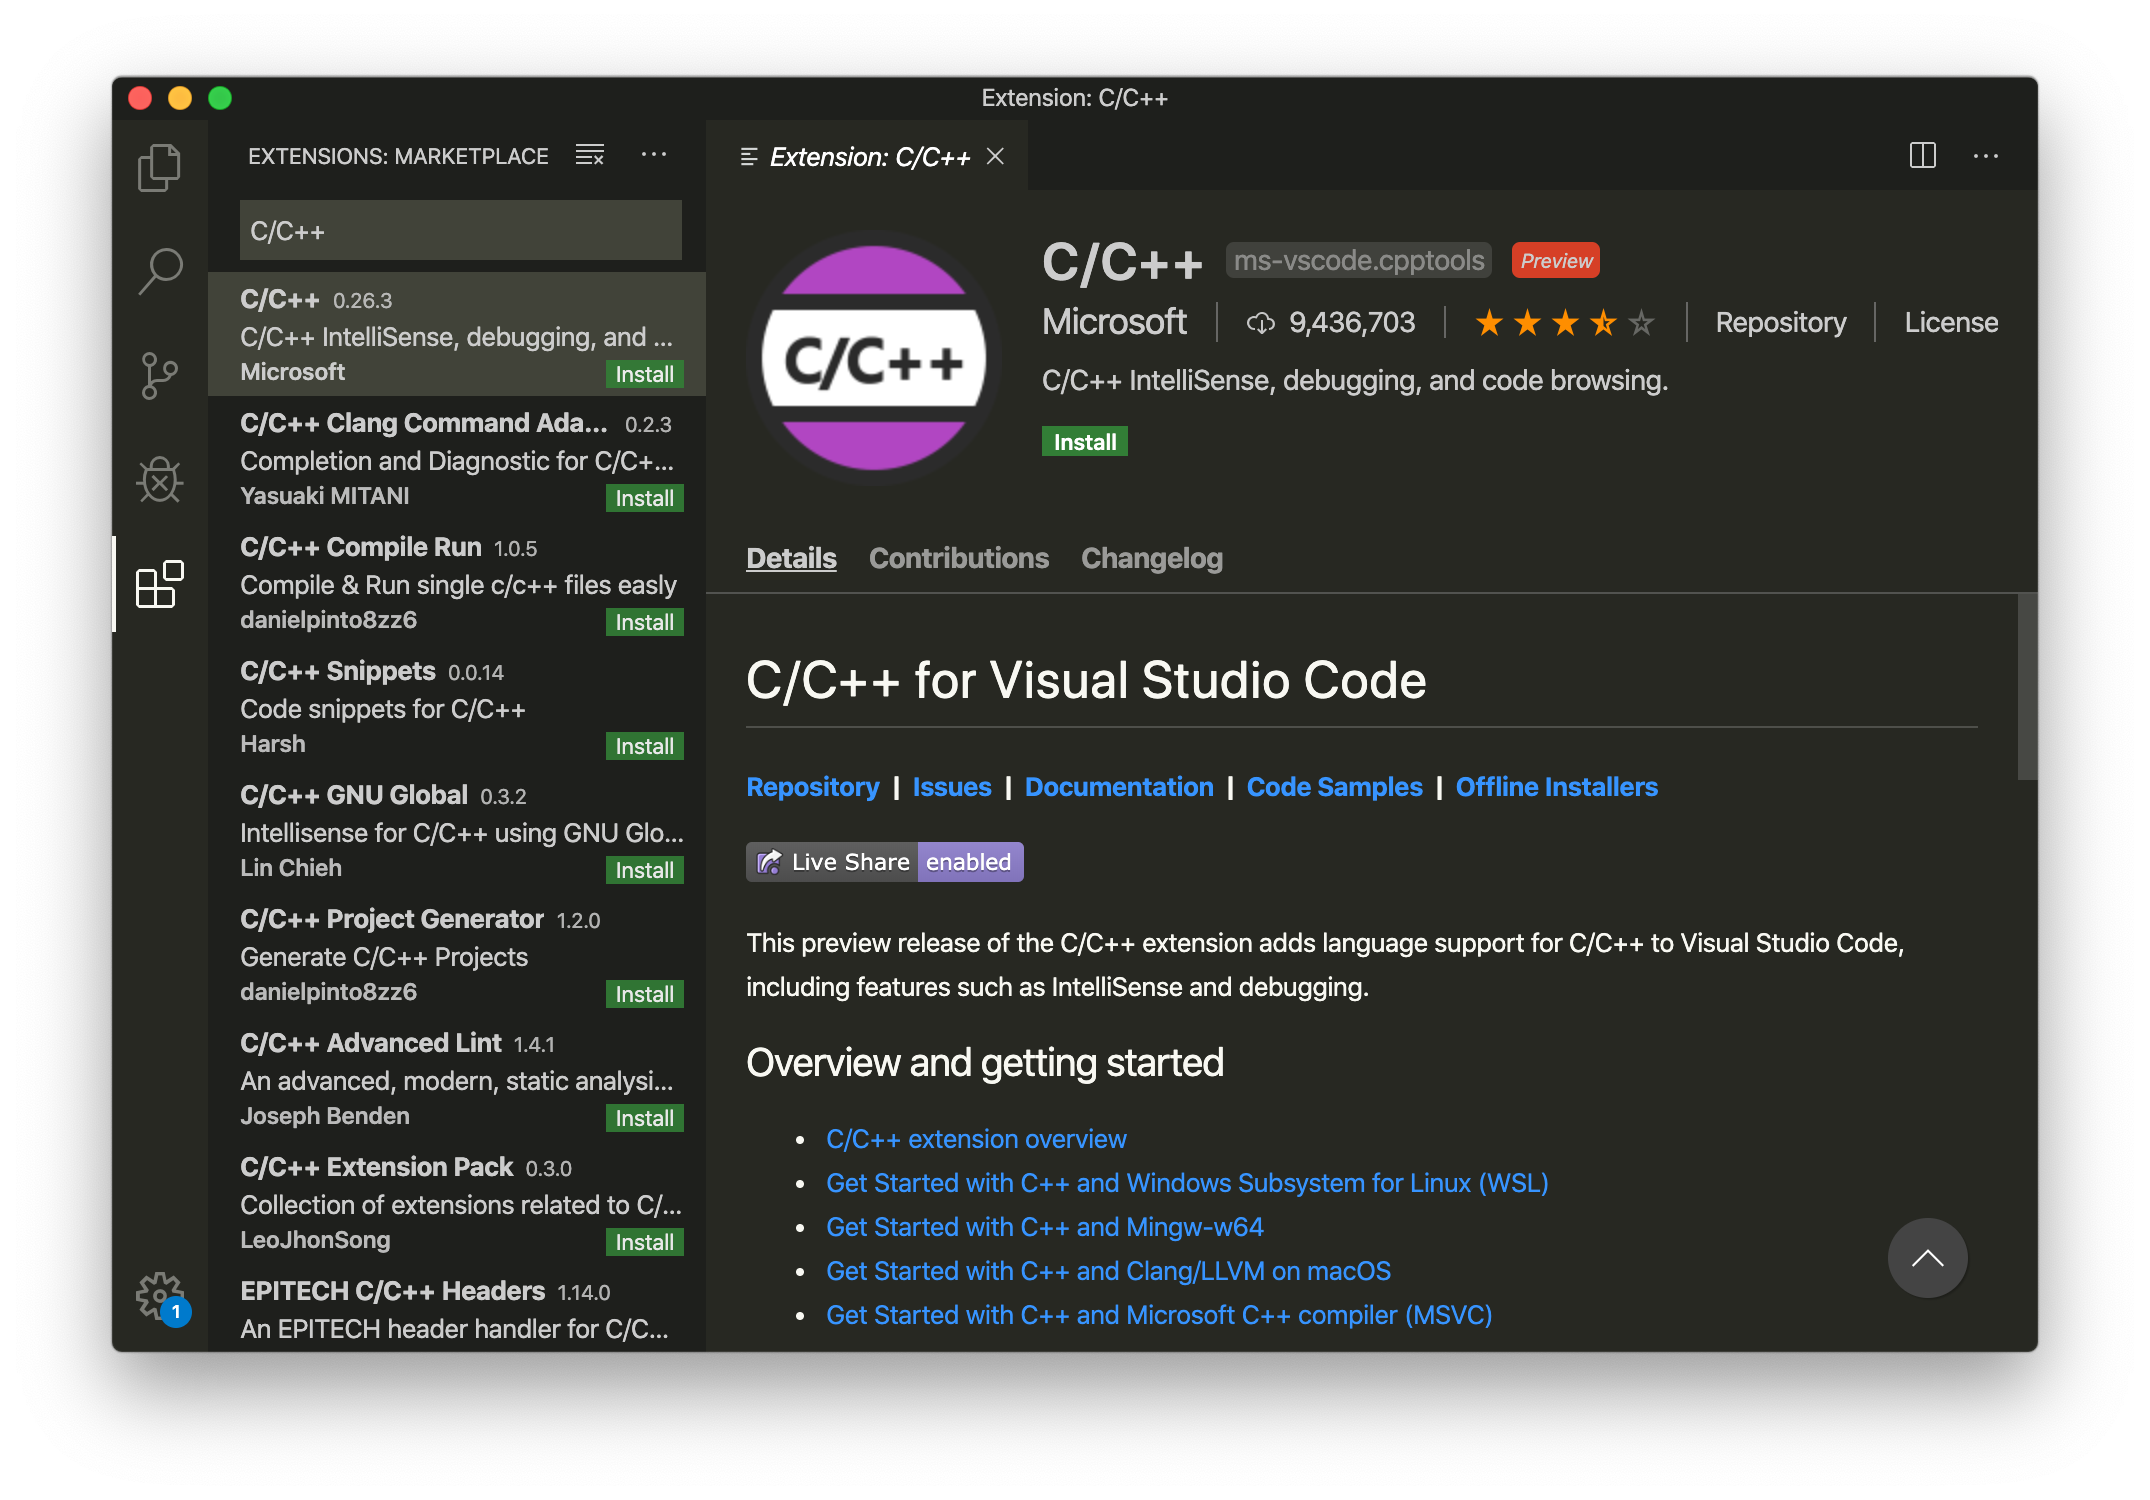 Extension: C/C++
EXTENSIONS: MARKETPLACE
C/C++
C/C++ 0.26.3
C/C++ IntelliSense, debugging, and ...
Microsoft
Install
C/C++ Clang Command Ada... 0.2.3
Completion and Diagnostic for C/C+...
Yasuaki MITANI
Install
C/C++ Compile Run 1.0.5
Compile & Run single c/c++ files easly
danielpinto8zz6
Install
C/C++ Snippets 0.0.14
Code snippets for C/C++
Harsh
Install
C/C++ GNU Global 0.3.2
Intellisense for C/C++ using GNU Glo...
Lin Chieh
Install
C/C++ Project Generator 1.2.0
Generate C/C++ Projects
danielpinto8zz6
Install
C/C++ Advanced Lint 1.4.1
An advanced, modern, static analysi...
Joseph Benden
Install
C/C++ Extension Pack 0.3.0
Collection of extensions related to C/...
LeoJhonSong
Install
EPITECH C/C++ Headers 1.14.0
An EPITECH header handler for C/C...
1
Extension: C/C++
C/C++
C/C++ ms-vscode.cpptools Preview
Microsoft 9,436,703 Repository License
C/C++ IntelliSense, debugging, and code browsing.
Install
Details Contributions Changelog
C/C++ for Visual Studio Code
Repository | Issues | Documentation | Code Samples | Offline Installers
Live Share enabled
This preview release of the C/C++ extension adds language support for C/C++ to Visual Studio Code,
including features such as IntelliSense and debugging.
Overview and getting started
• C/C++ extension overview
• Get Started with C++ and Windows Subsystem for Linux (WSL)
• Get Started with C++ and Mingw-w64
• Get Started with C++ and Clang/LLVM on macOS
• Get Started with C++ and Microsoft C++ compiler (MSVC)